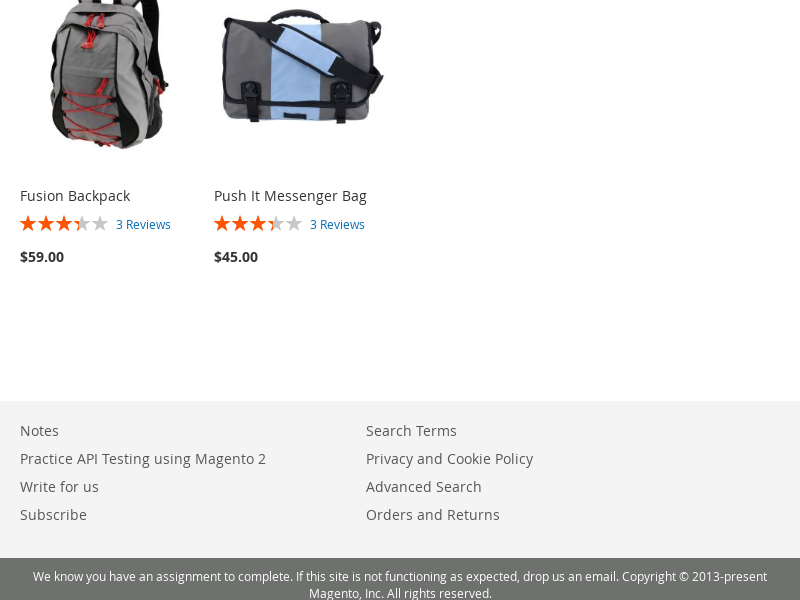 Fusion Backpack
3 Reviews
$59.00
Push It Messenger Bag
3 Reviews
$45.00
Notes
Practice API Testing using Magento 2
Write for us
Subscribe
Search Terms
Privacy and Cookie Policy
Advanced Search
Orders and Returns
We know you have an assignment to complete. If this site is not functioning as expected, drop us an email. Copyright © 2013-present
Magento, Inc. All rights reserved.